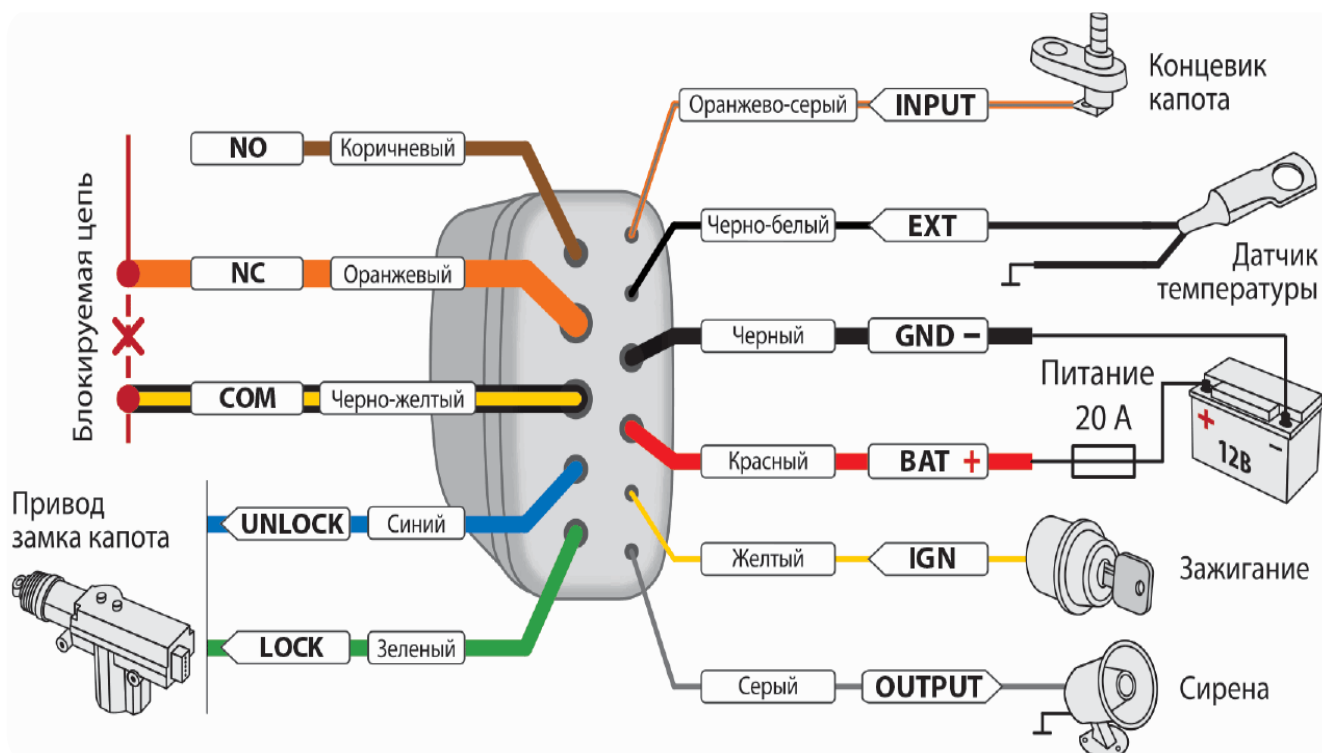 Концевик
капота
Оранжево-серый
INPUT
NO
Коричневый
Черно-белый
EXT
Датчик
температуры
Блокируемая цепь
NC
Оранжевый
Черный
GND –
Питание
20 А
COM
Черно-желтый
Красный
BAT +
+
–
12В
Привод
замка капота
UNLOCK
Синий
Желтый
IGN
Зажигание
LOCK
Зеленый
Серый
OUTPUT
Сирена